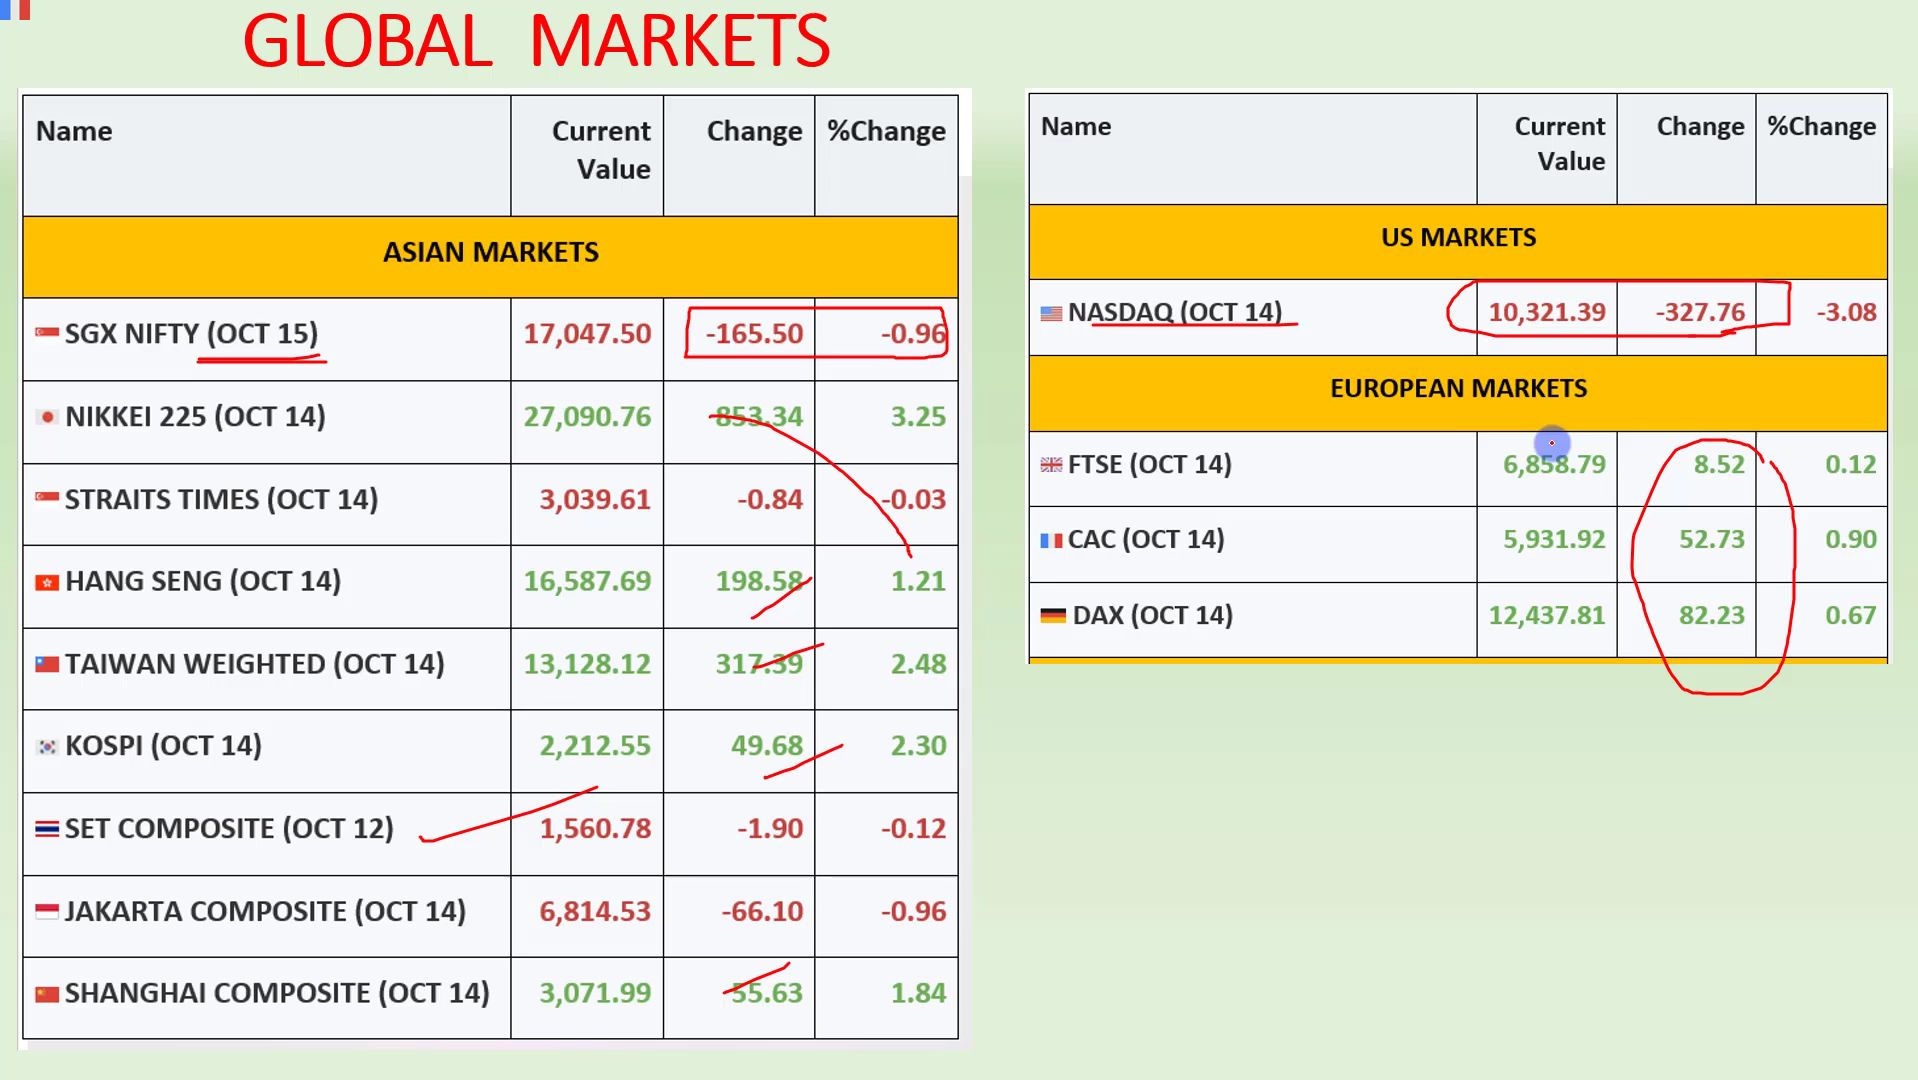 GLOBAL MARKETS
Name Current Value Change %Change
ASIAN MARKETS
SGX NIFTY (OCT 15) 17,047.50 -165.50 -0.96
NIKKEI 225 (OCT 14) 27,090.76 853.34 3.25
STRAITS TIMES (OCT 14) 3,039.61 -0.84 -0.03
HANG SENG (OCT 14) 16,587.69 198.58 1.21
TAIWAN WEIGHTED (OCT 14) 13,128.12 317.39 2.48
KOSPI (OCT 14) 2,212.55 49.68 2.30
SET COMPOSITE (OCT 12) 1,560.78 -1.90 -0.12
JAKARTA COMPOSITE (OCT 14) 6,814.53 -66.10 -0.96
SHANGHAI COMPOSITE (OCT 14) 3,071.99 55.63 1.84
Name Current Value Change %Change
US MARKETS
NASDAQ (OCT 14) 10,321.39 -327.76 -3.08
EUROPEAN MARKETS
FTSE (OCT 14) 6,858.79 8.52 0.12
CAC (OCT 14) 5,931.92 52.73 0.90
DAX (OCT 14) 12,437.81 82.23 0.67